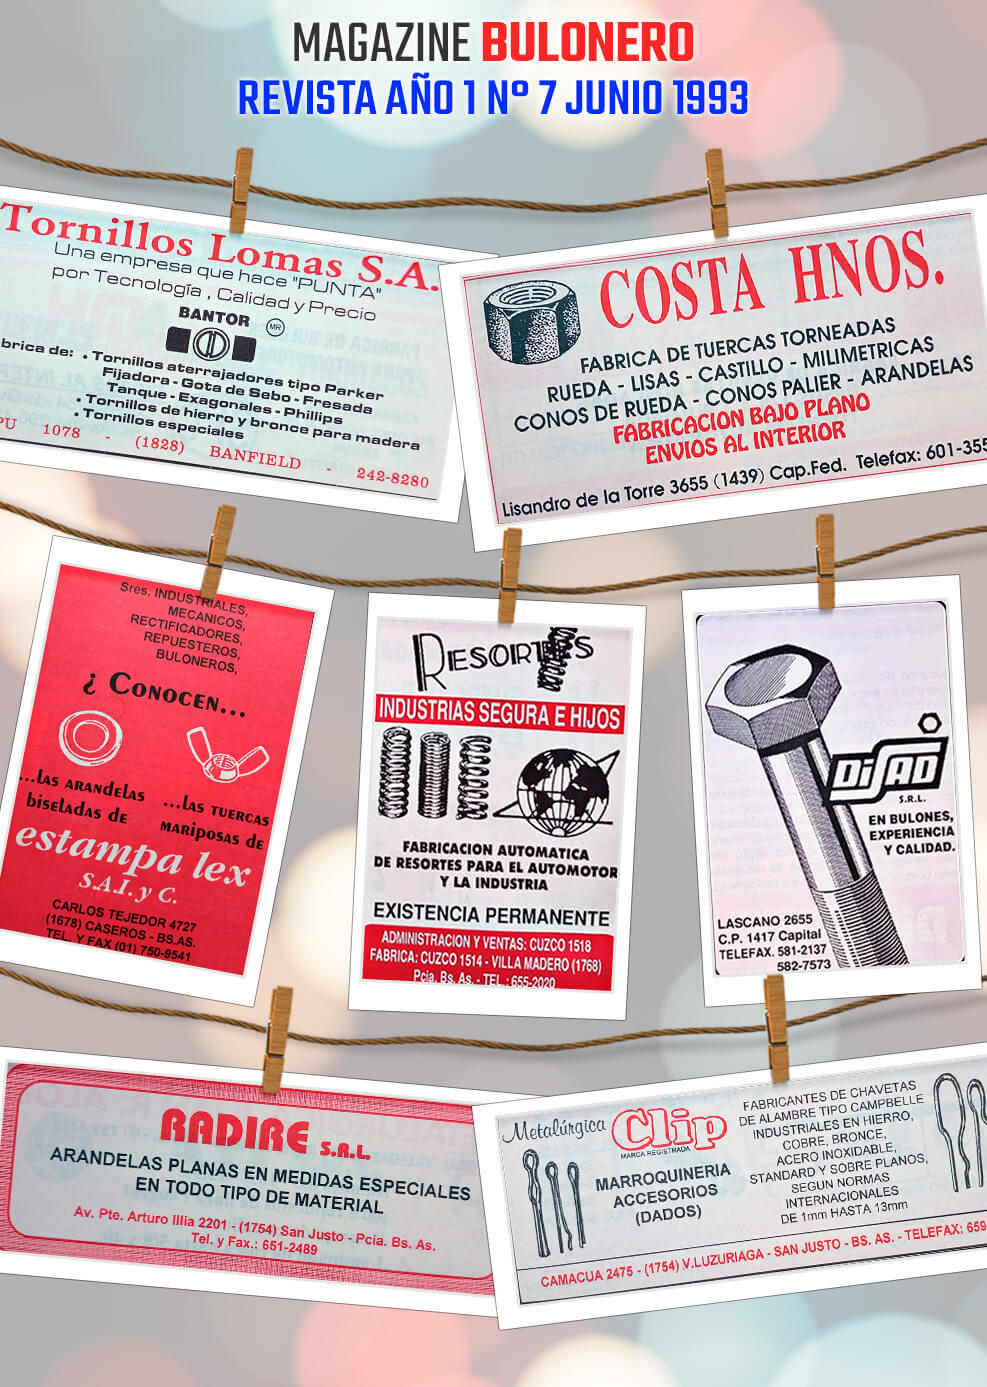 MAGAZINE BULONERO
REVISTA AÑO 1 Nº 7 JUNIO 1993
Tornillos Lomas S.A.
Una empresa que hace "PUNTA"
por Tecnología , Calidad y Precio
BANTOR MR
brica de: • Tornillos aterrajadores tipo Parker
Fijadora - Gota de Sebo - Fresada
Tanque - Exagonales - Phillips
• Tornillos de hierro y bronce para madera
• Tornillos especiales
PU 1078 - (1828) BANFIELD - 242-8280
COSTA HNOS.
FABRICA DE TUERCAS TORNEADAS
RUEDA - LISAS - CASTILLO - MILIMETRICAS
CONOS DE RUEDA - CONOS PALIER - ARANDELAS
FABRICACION BAJO PLANO
ENVIOS AL INTERIOR
Lisandro de la Torre 3655 (1439) Cap.Fed. Telefax: 601-355
Sres. INDUSTRIALES,
MECANICOS,
RECTIFICADORES,
REPUESTEROS,
BULONEROS,
¿ CONOCEN...
...LAS ARANDELAS
biseladas de
...LAS TUERCAS
MARIPOSAS dE
estampa lex
S.A.I. y C.
CARLOS TEJEDOR 4727
(1678) CASEROS - BS.AS.
TEL. Y FAX (01) 750-9541
RESORTES
INDUSTRIAS SEGURA E HIJOS
FABRICACION AUTOMATICA
DE RESORTES PARA EL AUTOMOTOR
Y LA INDUSTRIA
EXISTENCIA PERMANENTE
ADMINISTRACION Y VENTAS: CUZCO 1518
FABRICA: CUZCO 1514 - VILLA MADERO (1768)
Pcia. Bs. As. - TEL.: 655-2020
DISAD
S.R.L.
EN BULONES,
EXPERIENCIA
Y CALIDAD.
LASCANO 2655
C.P. 1417 Capital
TELEFAX. 581-2137
582-7573
RADIRE S.R.L.
ARANDELAS PLANAS EN MEDIDAS ESPECIALES
EN TODO TIPO DE MATERIAL
Av. Pte. Arturo Illia 2201 - (1754) San Justo - Pcia. Bs. As.
Tel. y Fax.: 651-2489
Metalúrgica Clip
MARCA REGISTRADA
MARROQUINERIA
ACCESORIOS
(DADOS)
FABRICANTES DE CHAVETAS
DE ALAMBRE TIPO CAMPBELLE
INDUSTRIALES EN HIERRO,
COBRE, BRONCE,
ACERO INOXIDABLE,
STANDARD Y SOBRE PLANOS,
SEGUN NORMAS
INTERNACIONALES
DE 1mm HASTA 13mm
CAMACUA 2475 - (1754) V.LUZURIAGA - SAN JUSTO - BS. AS. - TELEFAX: 659